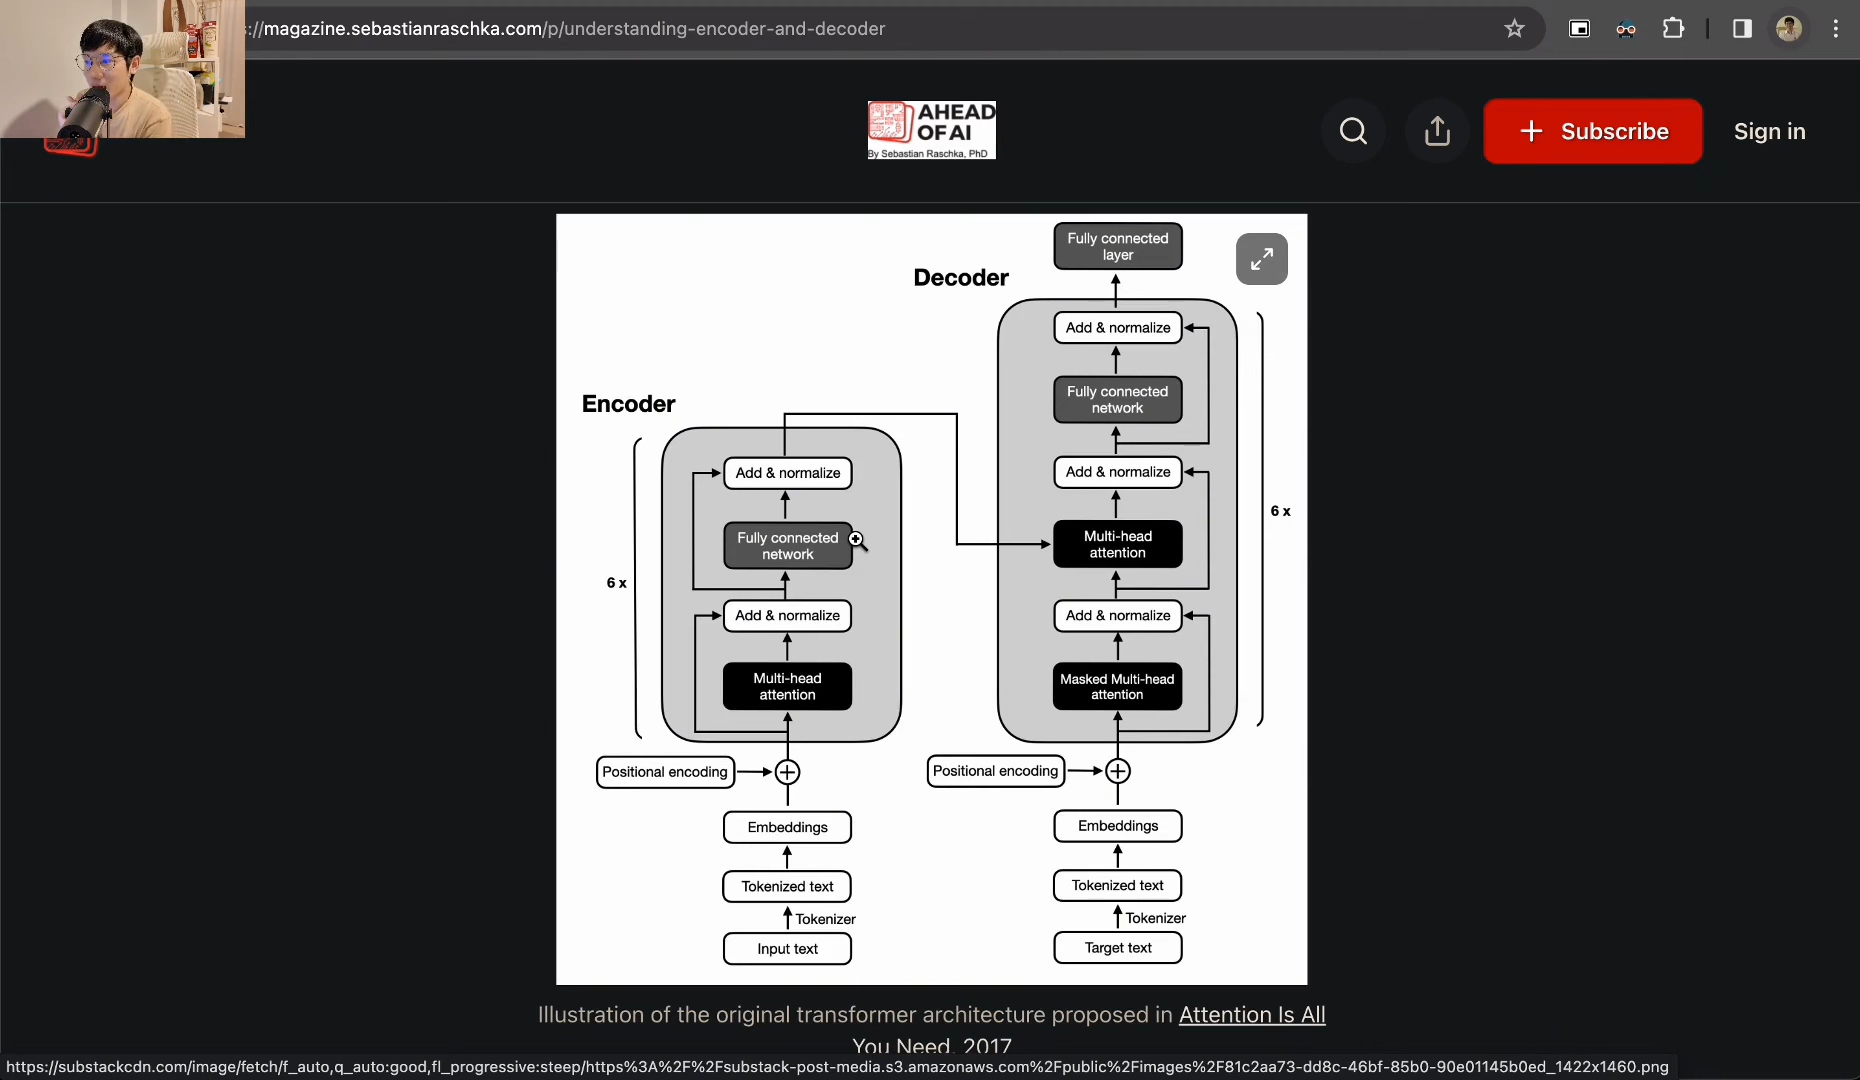 ://magazine.sebastianraschka.com/p/understanding-encoder-and-decoder
AHEAD
OF AI
By Sebastian Raschka, PhD
Subscribe
Sign in
Fully connected
layer
Decoder
Add & normalize
Fully connected
network
Add & normalize
Multi-head
attention
Add & normalize
Masked Multi-head
attention
6 x
Positional encoding
Embeddings
Tokenized text
Tokenizer
Target text
Encoder
Add & normalize
Fully connected
network
6 x
Add & normalize
Multi-head
attention
Positional encoding
Embeddings
Tokenized text
Tokenizer
Input text
Illustration of the original transformer architecture proposed in Attention Is All
You Need, 2017
https://substackcdn.com/image/fetch/f_auto,q_auto:good,fl_progressive:steep/https%3A%2F%2Fsubstack-post-media.s3.amazonaws.com%2Fpublic%2Fimages%2F81c2aa73-dd8c-46bf-85b0-90e01145b0ed_1422x1460.png